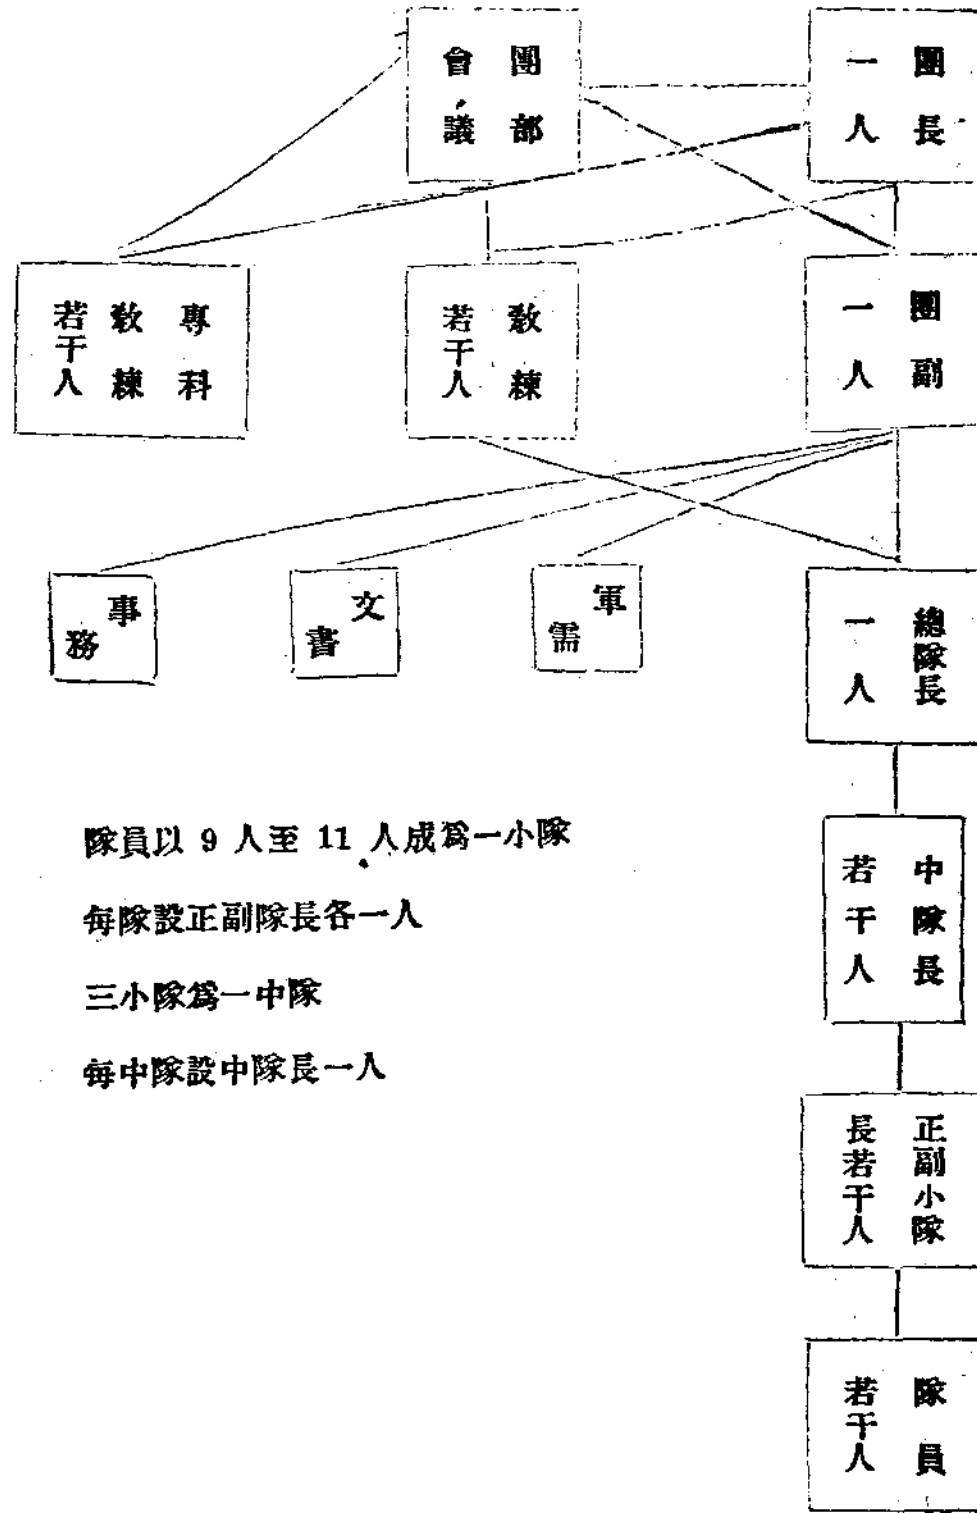 團長
一人
團部
會議
團副
一人
教練
若干人
專科
教練
若干人
總隊長
一人
軍需
文書
事務
中隊長
若干人
正副小隊
長若干人
隊員
若干人
隊員以 9 人至 11 人成爲一小隊
每隊設正副隊長各一人
三小隊爲一中隊
每中隊設中隊長一人